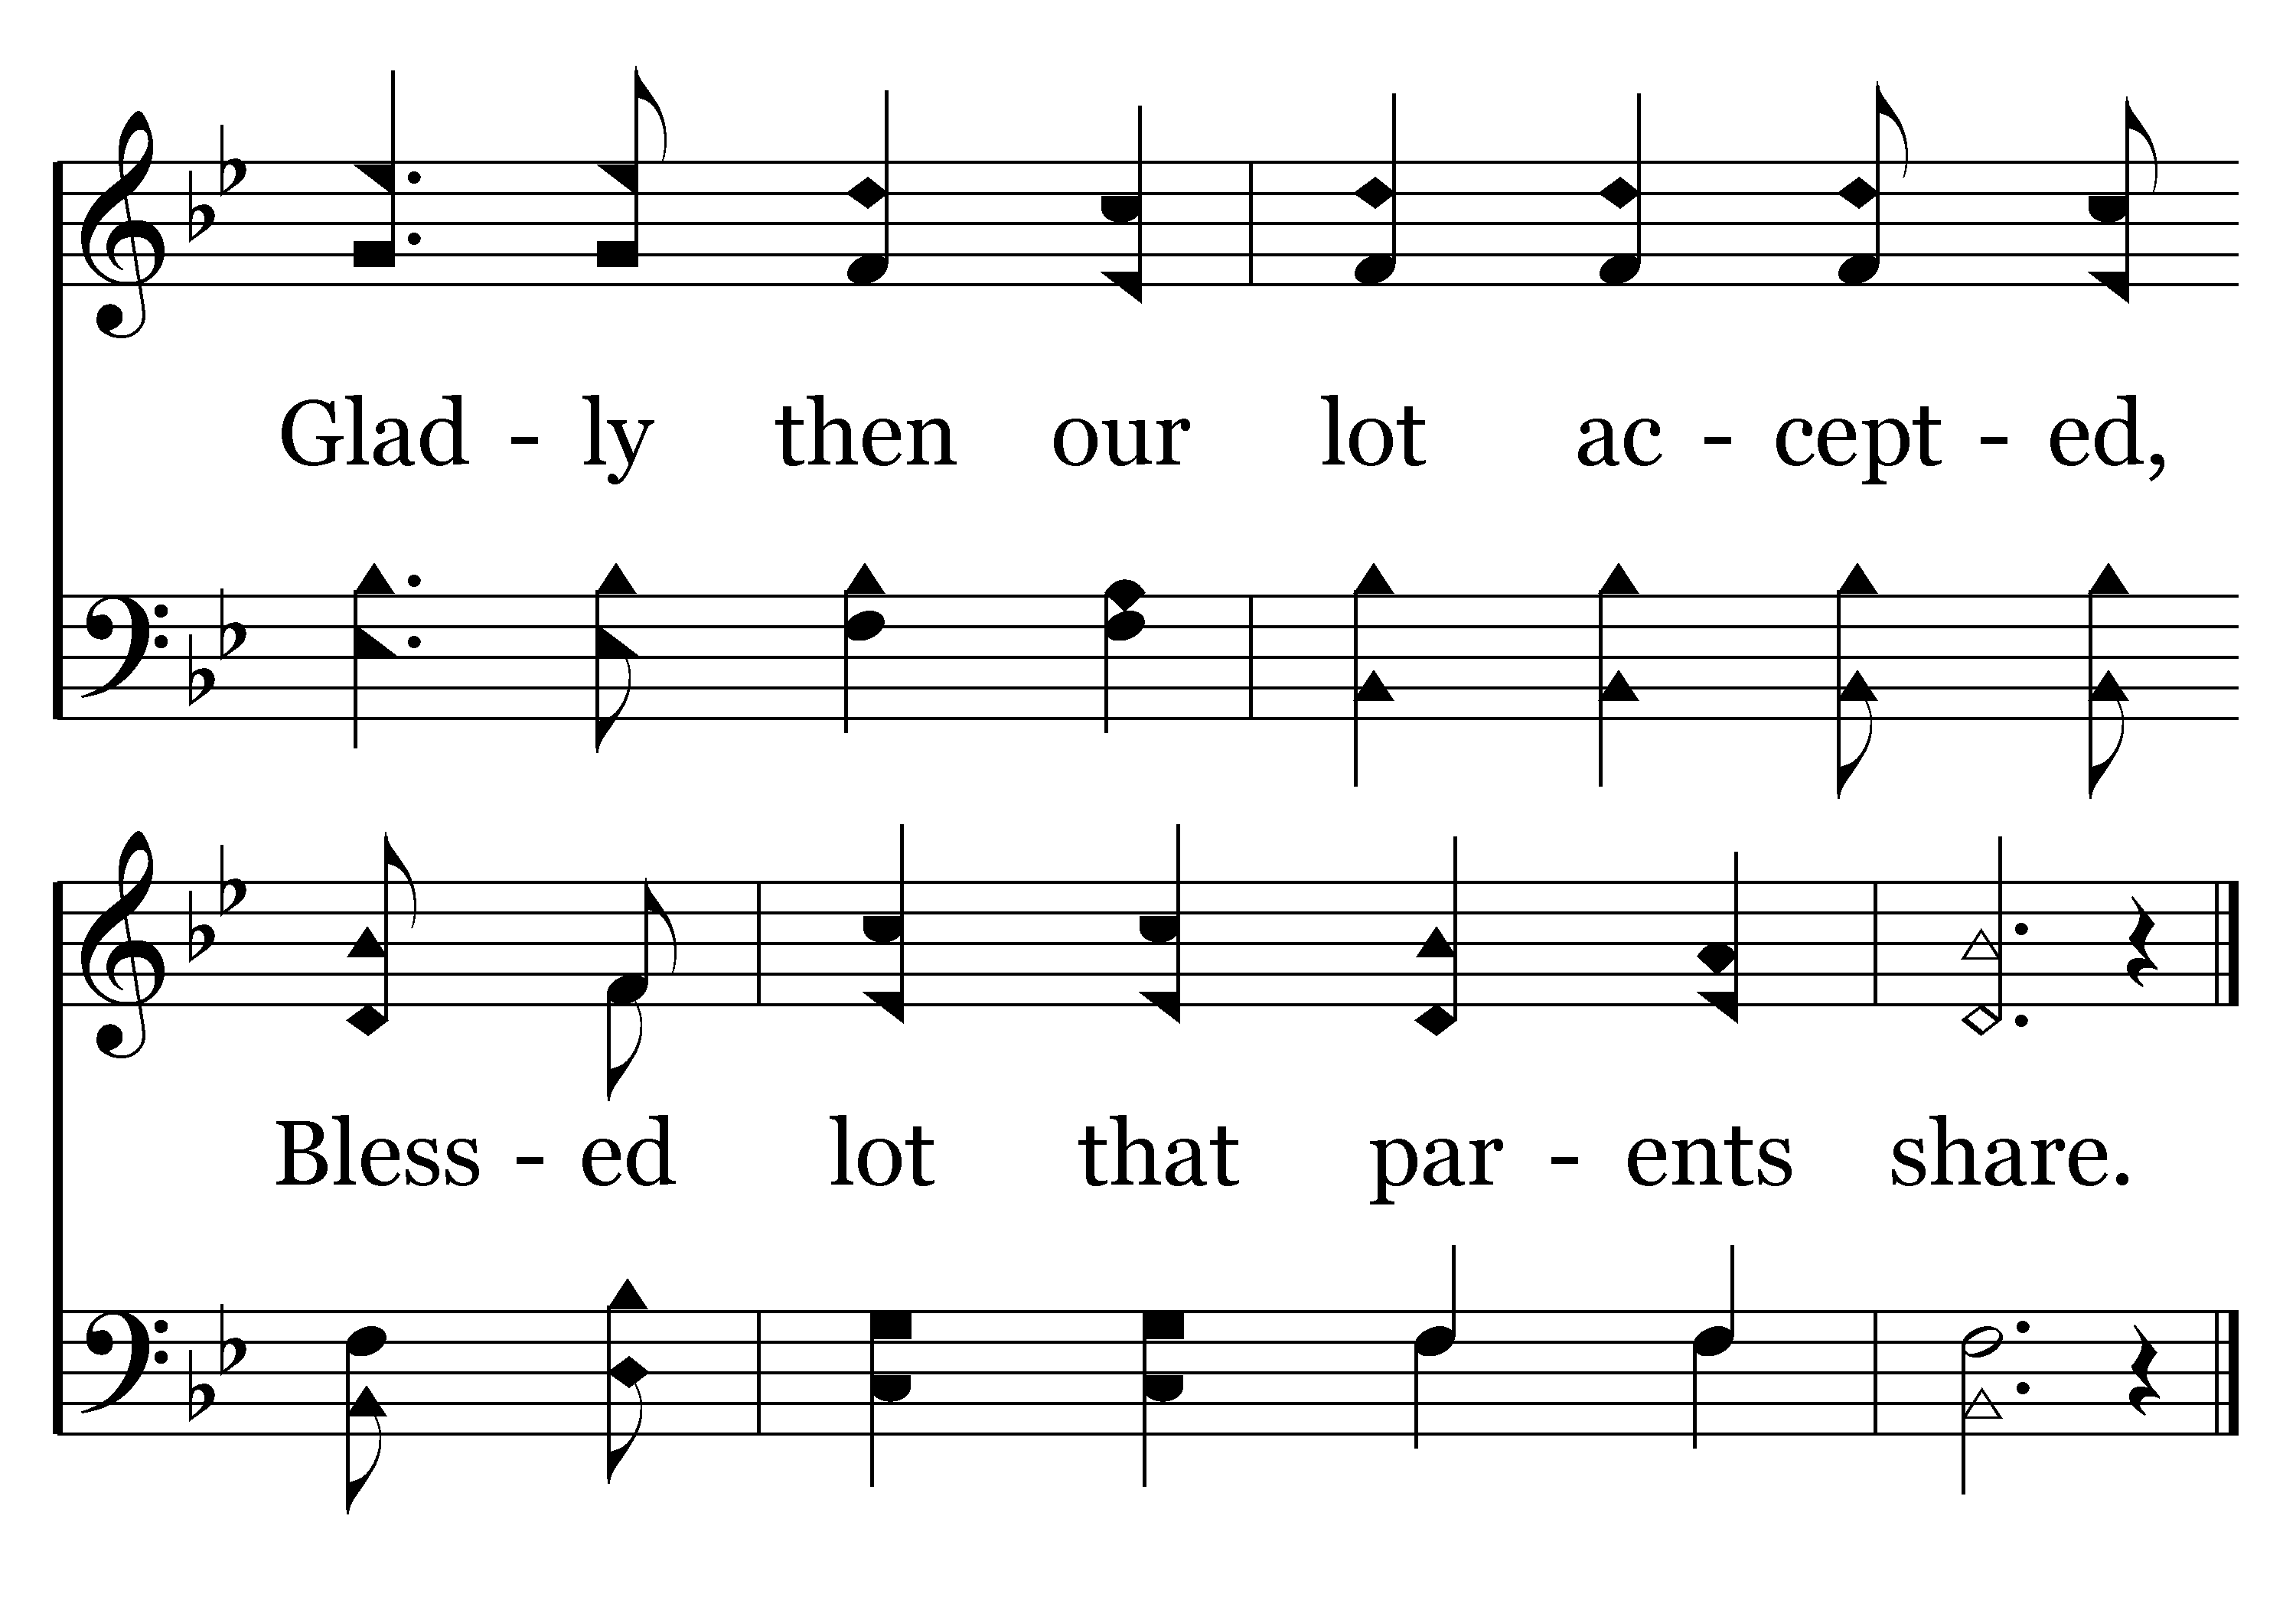 Glad - ly then our lot ac - cept - ed,
Bless - ed lot that par - ents share.